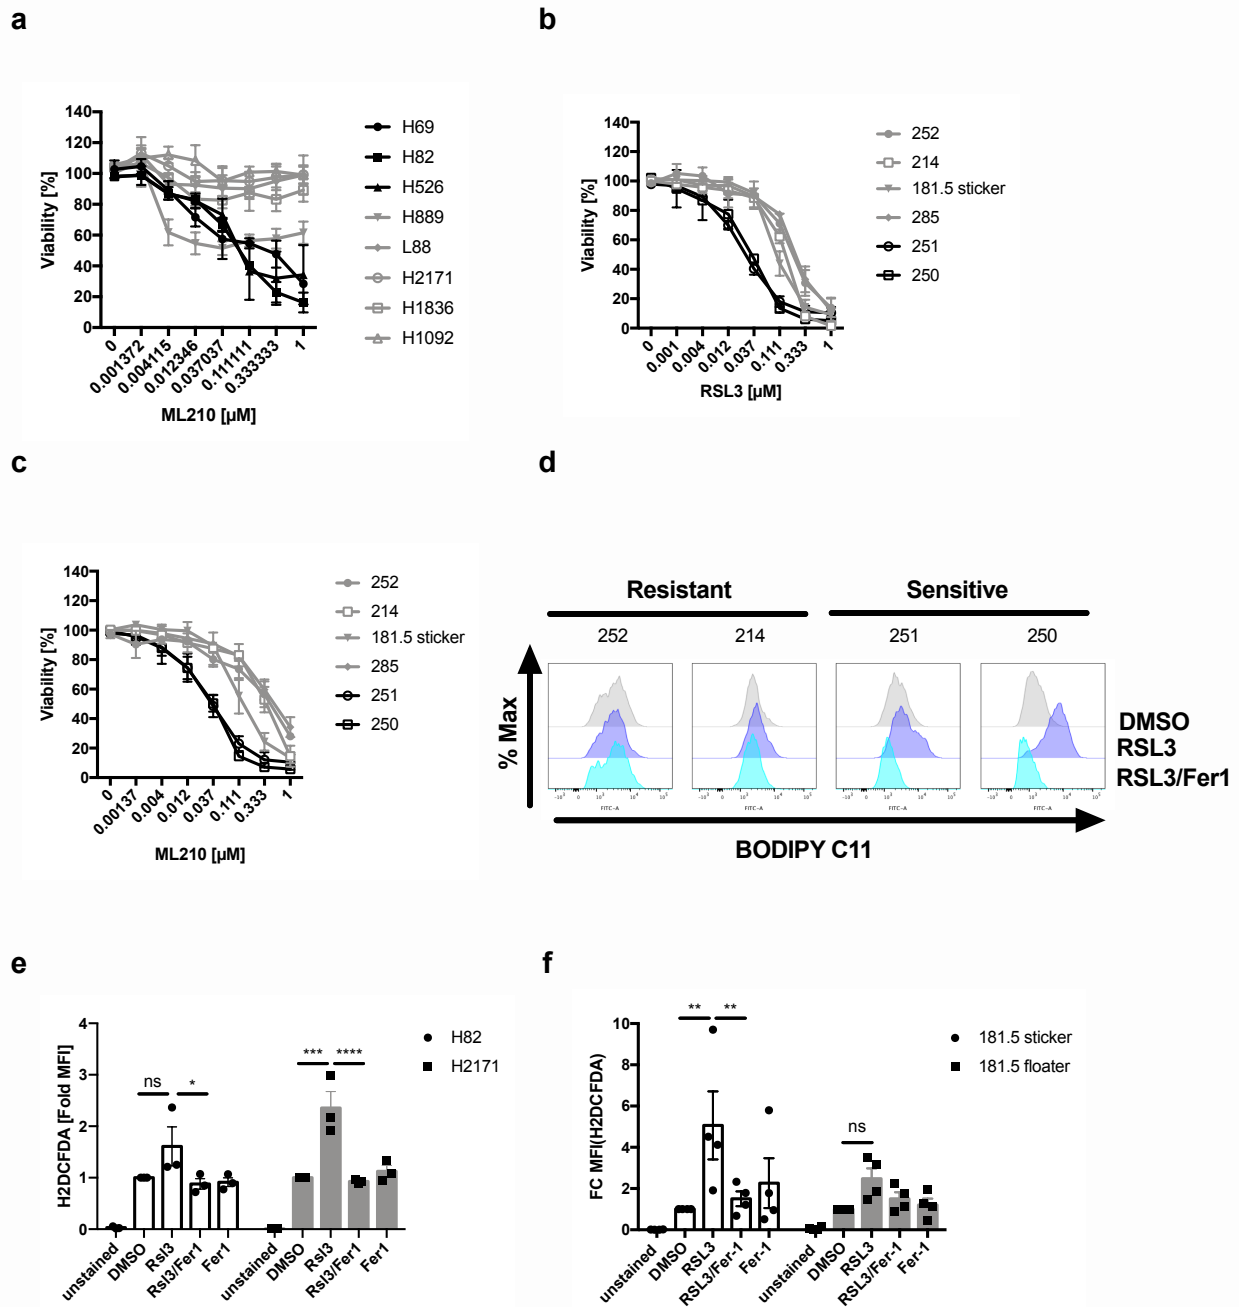 a
140
120
100
80
60
40
20
0
Viability [%]
0
0.001372
0.004115
0.012346
0.037037
0.111111
0.333333
1
ML210 [µM]
H69
H82
H526
H889
L88
H2171
H1836
H1092
b
140
120
100
80
60
40
20
0
Viability [%]
0
0.001
0.004
0.012
0.037
0.111
0.333
1
RSL3 [µM]
252
214
181.5 sticker
285
251
250
c
140
120
100
80
60
40
20
0
Viability [%]
0
0.00137
0.004
0.012
0.037
0.111
0.333
1
ML210 [µM]
252
214
181.5 sticker
285
251
250
d
Resistant
Sensitive
252
214
251
250
% Max
DMSO
RSL3
RSL3/Fer1
FITC-A
FITC-A
FITC-A
FITC-A
BODIPY C11
e
4
3
2
1
0
H2DCFDA [Fold MFI]
ns
*
***
****
unstained
DMSO
Rsl3
Rsl3/Fer1
Fer1
unstained
DMSO
Rsl3
Rsl3/Fer1
Fer1
H82
H2171
f
10
8
6
4
2
0
FC MFI(H2DCFDA)
**
**
ns
unstained
DMSO
RSL3
RSL3/Fer-1
Fer-1
unstained
DMSO
RSL3
RSL3/Fer-1
Fer-1
181.5 sticker
181.5 floater